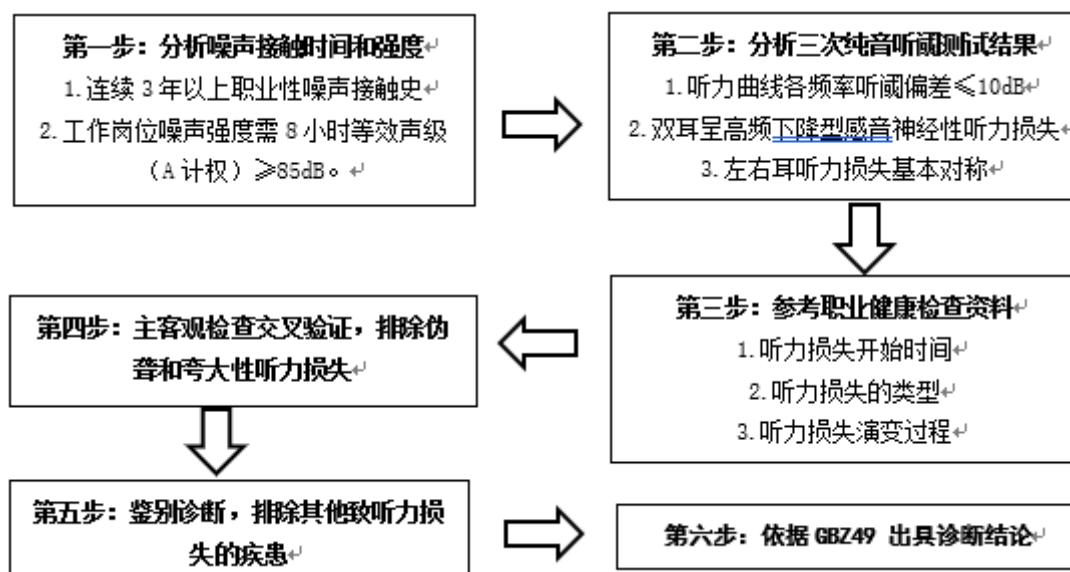 第一步：分析噪声接触时间和强度↵
1.连续3年以上职业性噪声接触史↵
2.工作岗位噪声强度需8小时等效声级
（A计权）≥85dB。↵
第二步：分析三次纯音听阈测试结果↵
1.听力曲线各频率听阈偏差≤10dB↵
2.双耳呈高频下降型感音神经性听力损失↵
3.左右耳听力损失基本对称↵
第三步：参考职业健康检查资料↵
1.听力损失开始时间↵
2.听力损失的类型↵
3.听力损失演变过程↵
第四步：主客观检查交叉验证，排除伪
聋和夸大性听力损失↵
第五步：鉴别诊断，排除其他致听力损
失的疾患↵
第六步：依据GBZ49 出具诊断结论↵